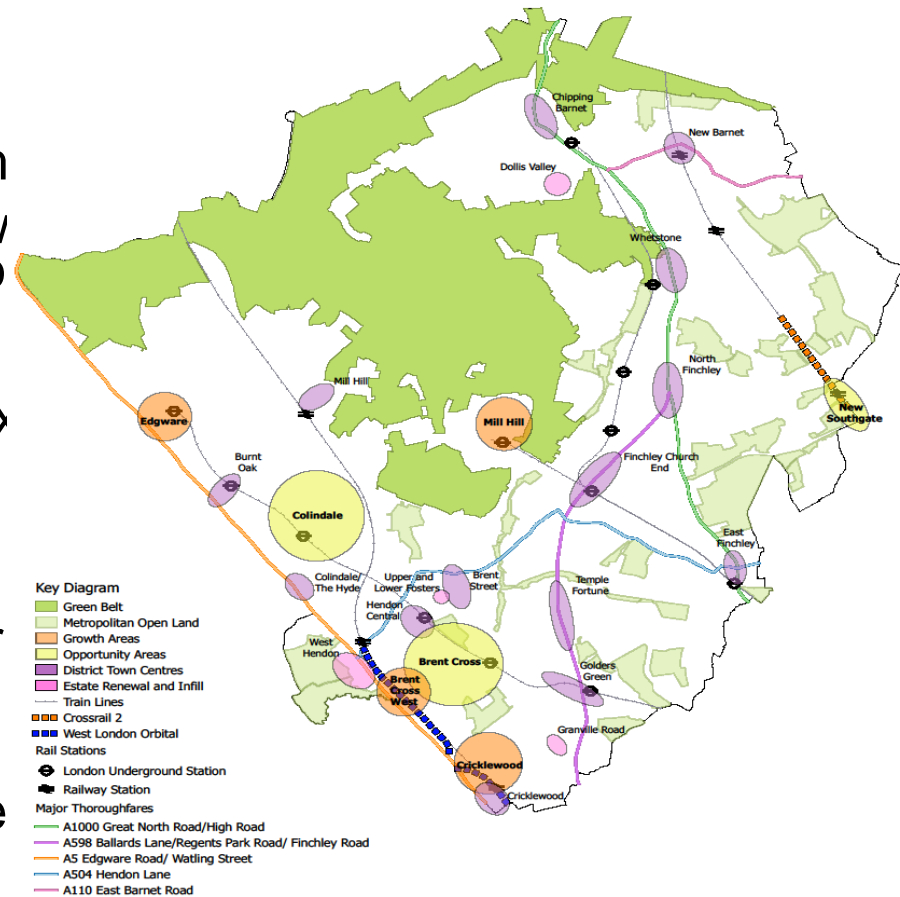 Chipping
Barnet
New Barnet
Dollis Valley
Whetstone
North
Finchley
New
Southgate
Mill Hill
Mill Hill
Edgware
Finchley Church
End
Burnt
Oak
Colindale
East
Finchley
Colindale/
The Hyde
Upper and
Lower Fosters
Brent
Street
Temple
Fortune
Hendon
Central
West
Hendon
Brent Cross
Brent
Cross
West
Golders
Green
Granville Road
Cricklewood
Cricklewood
Key Diagram
Green Belt
Metropolitan Open Land
Growth Areas
Opportunity Areas
District Town Centres
Estate Renewal and Infill
Train Lines
Crossrail 2
West London Orbital
Rail Stations
London Underground Station
Railway Station
Major Thoroughfares
A1000 Great North Road/High Road
A598 Ballards Lane/Regents Park Road/ Finchley Road
A5 Edgware Road/ Watling Street
A504 Hendon Lane
A110 East Barnet Road